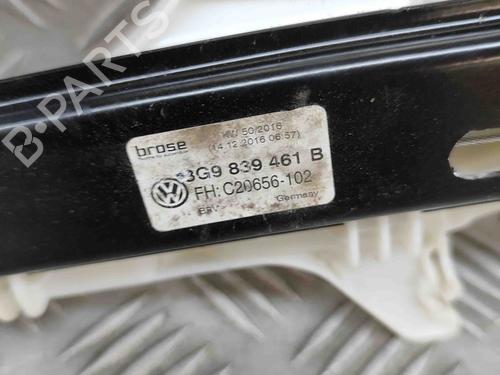 brose
KW 50/2016
(14.12.2016 06:57)
3G9 839 461 B
FH: C20656-102
Germany
B-PARTS